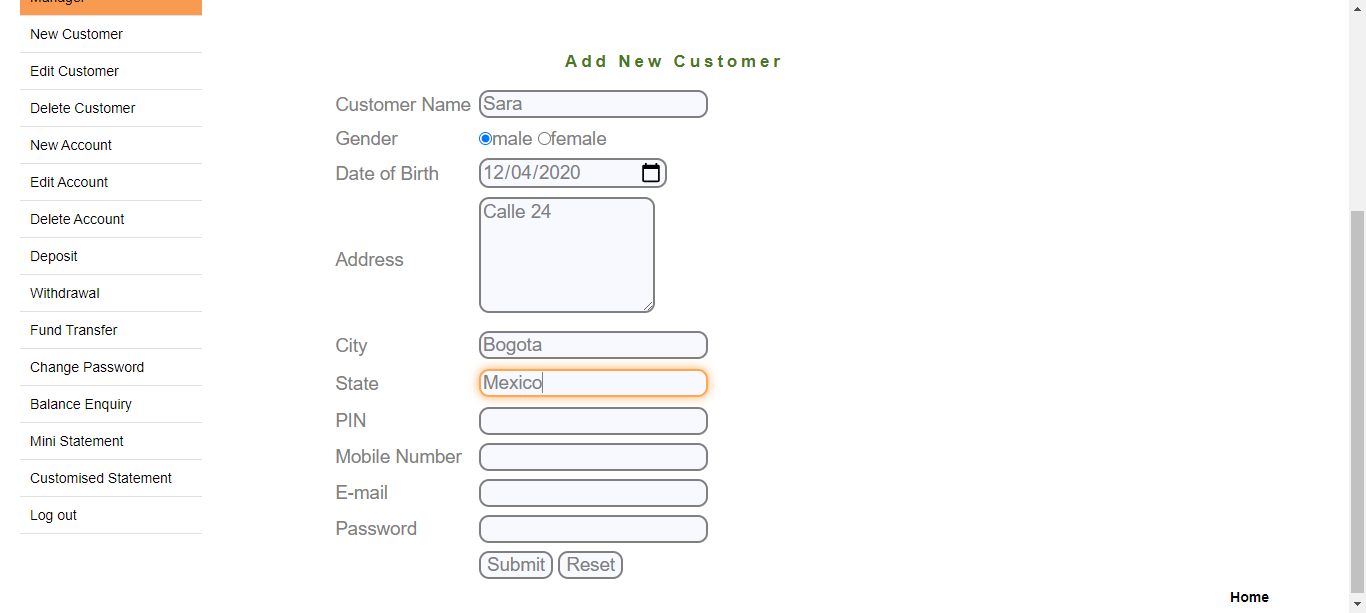 Manager
New Customer
Edit Customer
Delete Customer
New Account
Edit Account
Delete Account
Deposit
Withdrawal
Fund Transfer
Change Password
Balance Enquiry
Mini Statement
Customised Statement
Log out
Add New Customer
Customer Name Sara
Gender male female
Date of Birth 12/04/2020
Address Calle 24
City Bogota
State Mexico
PIN
Mobile Number
E-mail
Password
Submit Reset
Home